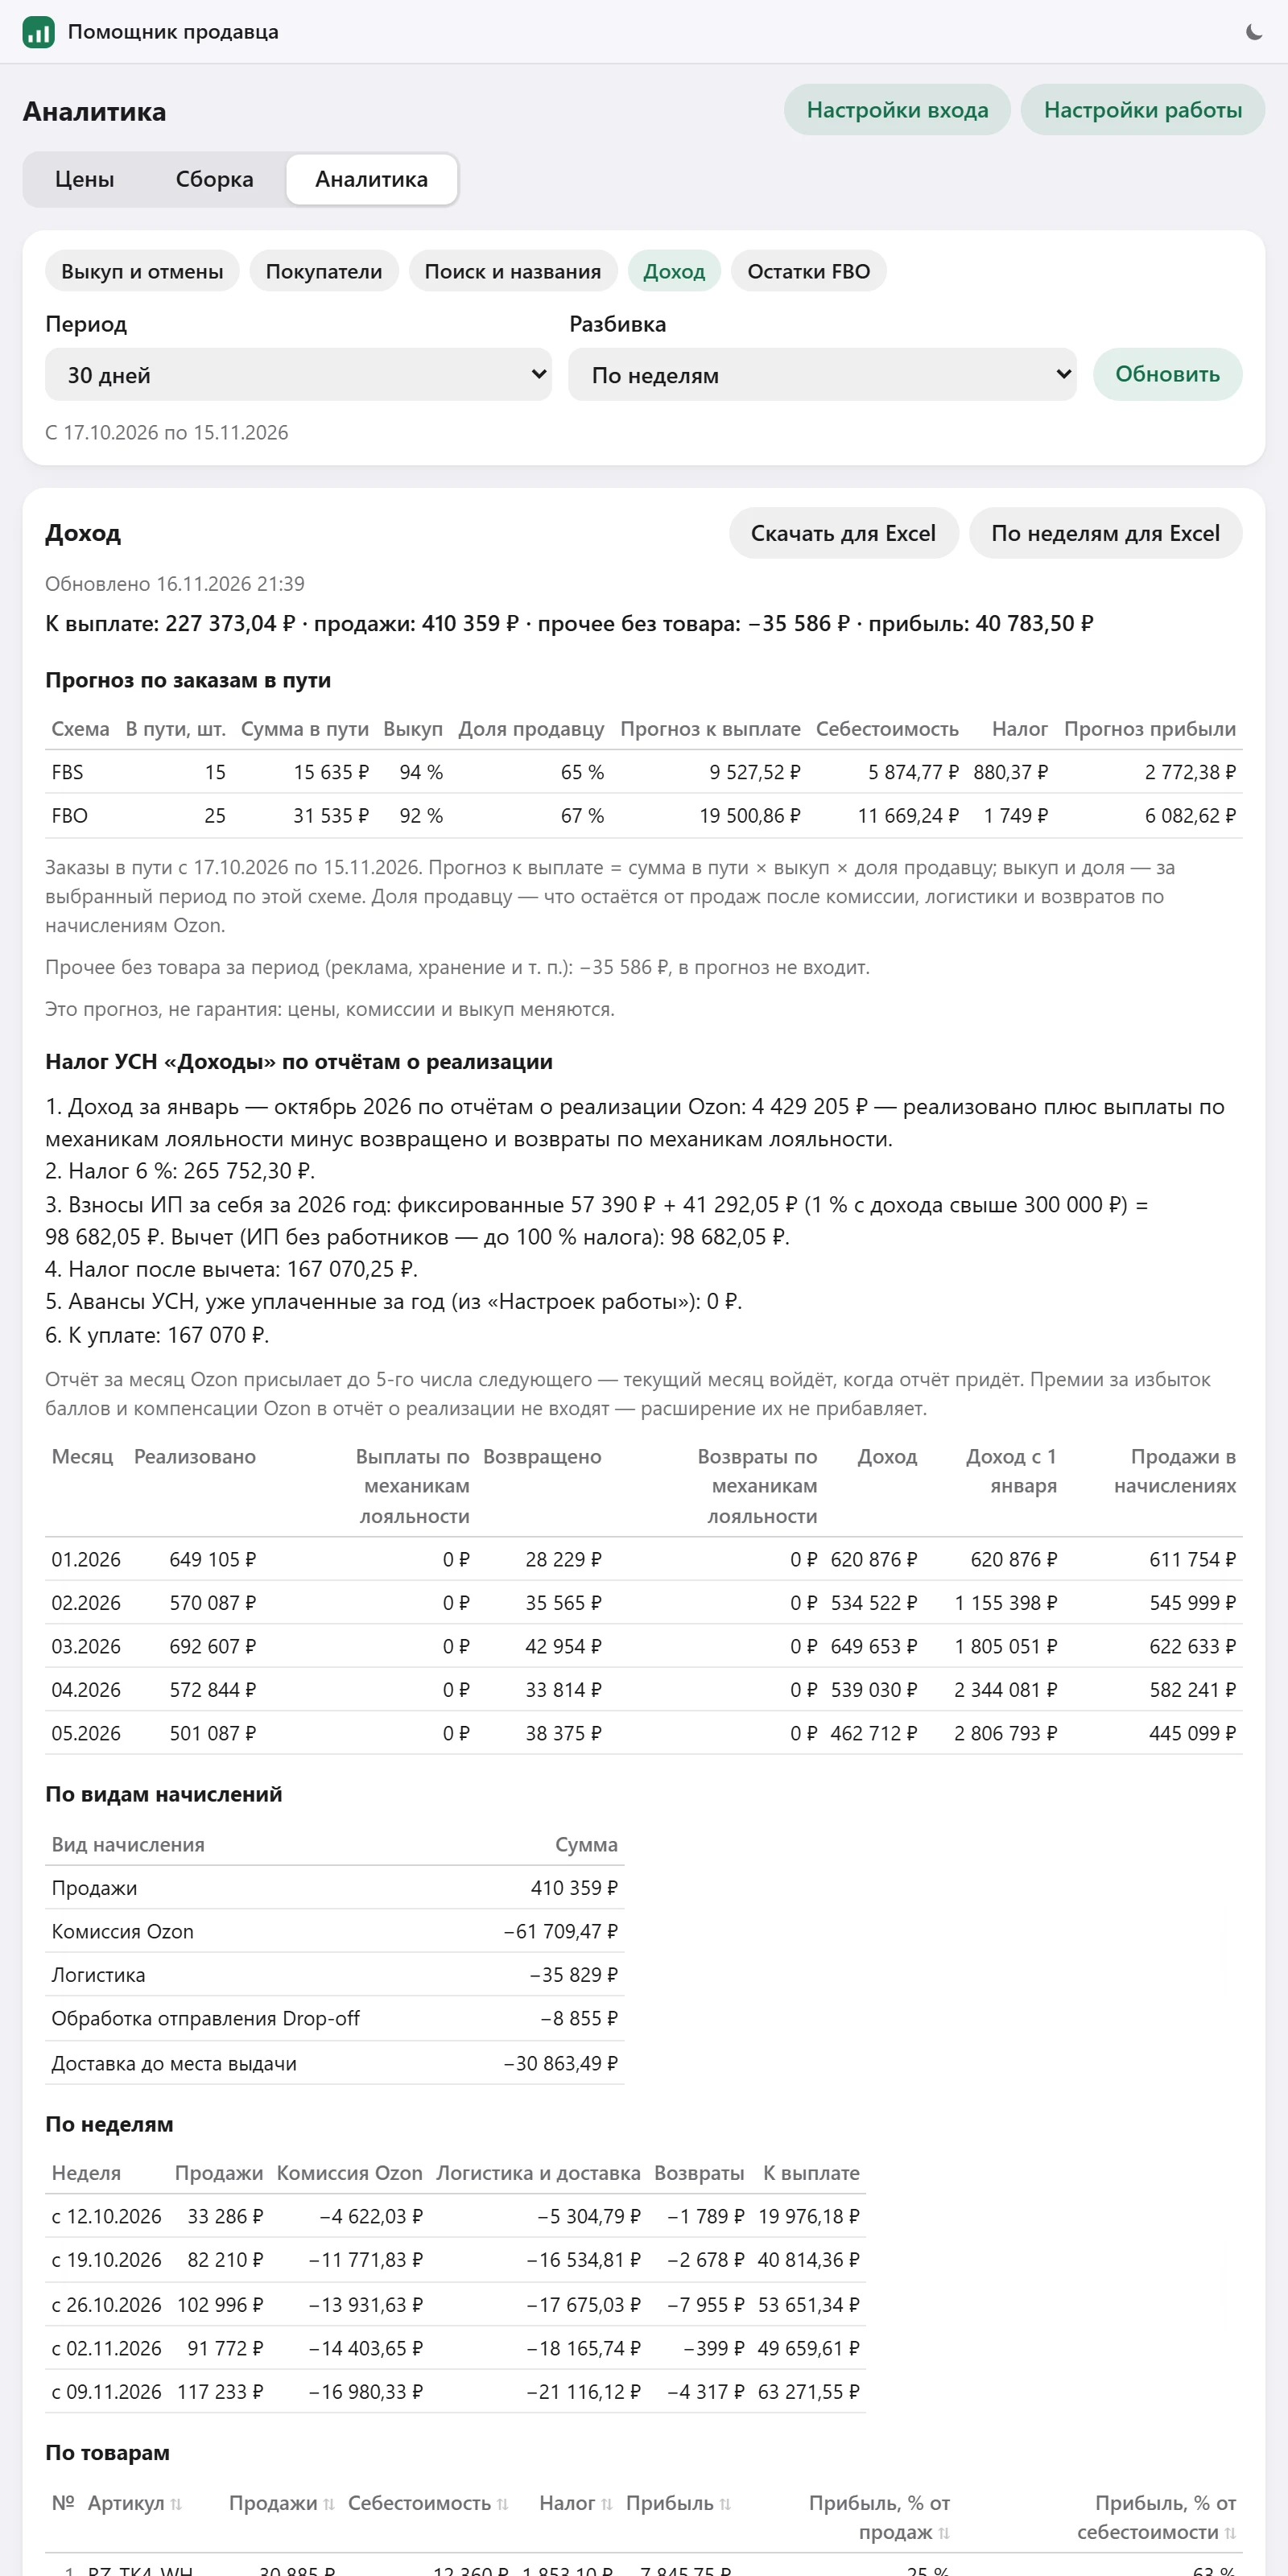 Помощник продавца
Аналитика
Настройки входа
Настройки работы
Цены
Сборка
Аналитика
Выкуп и отмены
Покупатели
Поиск и названия
Доход
Остатки FBO
Период
Разбивка
30 дней
По неделям
Обновить
С 17.10.2026 по 15.11.2026
Доход
Скачать для Excel
По неделям для Excel
Обновлено 16.11.2026 21:39
К выплате: 227 373,04 ₽ · продажи: 410 359 ₽ · прочее без товара: −35 586 ₽ · прибыль: 40 783,50 ₽
Прогноз по заказам в пути
Схема В пути, шт. Сумма в пути Выкуп Доля продавцу Прогноз к выплате Себестоимость Налог Прогноз прибыли
FBS 15 15 635 ₽ 94 % 65 % 9 527,52 ₽ 5 874,77 ₽ 880,37 ₽ 2 772,38 ₽
FBO 25 31 535 ₽ 92 % 67 % 19 500,86 ₽ 11 669,24 ₽ 1 749 ₽ 6 082,62 ₽
Заказы в пути с 17.10.2026 по 15.11.2026. Прогноз к выплате = сумма в пути × выкуп × доля продавцу; выкуп и доля — за
выбранный период по этой схеме. Доля продавцу — что остаётся от продаж после комиссии, логистики и возвратов по
начислениям Ozon.
Прочее без товара за период (реклама, хранение и т. п.): −35 586 ₽, в прогноз не входит.
Это прогноз, не гарантия: цены, комиссии и выкуп меняются.
Налог УСН «Доходы» по отчётам о реализации
1. Доход за январь — октябрь 2026 по отчётам о реализации Ozon: 4 429 205 ₽ — реализовано плюс выплаты по
механикам лояльности минус возвращено и возвраты по механикам лояльности.
2. Налог 6 %: 265 752,30 ₽.
3. Взносы ИП за себя за 2026 год: фиксированные 57 390 ₽ + 41 292,05 ₽ (1 % с дохода свыше 300 000 ₽) =
98 682,05 ₽. Вычет (ИП без работников — до 100 % налога): 98 682,05 ₽.
4. Налог после вычета: 167 070,25 ₽.
5. Авансы УСН, уже уплаченные за год (из «Настроек работы»): 0 ₽.
6. К уплате: 167 070 ₽.
Отчёт за месяц Ozon присылает до 5-го числа следующего — текущий месяц войдёт, когда отчёт придёт. Премии за избыток
баллов и компенсации Ozon в отчёт о реализации не входят — расширение их не прибавляет.
Месяц Реализовано Выплаты по Возвращено Возвраты по Доход Доход с 1 Продажи в
механикам механикам января начислениях
лояльности лояльности
01.2026 649 105 ₽ 0 ₽ 28 229 ₽ 0 ₽ 620 876 ₽ 620 876 ₽ 611 754 ₽
02.2026 570 087 ₽ 0 ₽ 35 565 ₽ 0 ₽ 534 522 ₽ 1 155 398 ₽ 545 999 ₽
03.2026 692 607 ₽ 0 ₽ 42 954 ₽ 0 ₽ 649 653 ₽ 1 805 051 ₽ 622 633 ₽
04.2026 572 844 ₽ 0 ₽ 33 814 ₽ 0 ₽ 539 030 ₽ 2 344 081 ₽ 582 241 ₽
05.2026 501 087 ₽ 0 ₽ 38 375 ₽ 0 ₽ 462 712 ₽ 2 806 793 ₽ 445 099 ₽
По видам начислений
Вид начисления Сумма
Продажи 410 359 ₽
Комиссия Ozon −61 709,47 ₽
Логистика −35 829 ₽
Обработка отправления Drop-off −8 855 ₽
Доставка до места выдачи −30 863,49 ₽
По неделям
Неделя Продажи Комиссия Ozon Логистика и доставка Возвраты К выплате
с 12.10.2026 33 286 ₽ −4 622,03 ₽ −5 304,79 ₽ −1 789 ₽ 19 976,18 ₽
с 19.10.2026 82 210 ₽ −11 771,83 ₽ −16 534,81 ₽ −2 678 ₽ 40 814,36 ₽
с 26.10.2026 102 996 ₽ −13 931,63 ₽ −17 675,03 ₽ −7 955 ₽ 53 651,34 ₽
с 02.11.2026 91 772 ₽ −14 403,65 ₽ −18 165,74 ₽ −399 ₽ 49 659,61 ₽
с 09.11.2026 117 233 ₽ −16 980,33 ₽ −21 116,12 ₽ −4 317 ₽ 63 271,55 ₽
По товарам
№ Артикул ⇅ Продажи ⇅ Себестоимость ⇅ Налог ⇅ Прибыль ⇅ Прибыль, % от Прибыль, % от
продаж ⇅ себестоимости ⇅
1 BZ-TK4-WH 30 885 ₽ 12 360 ₽ 1 853,10 ₽ 7 845,75 ₽ 25 % 63 %